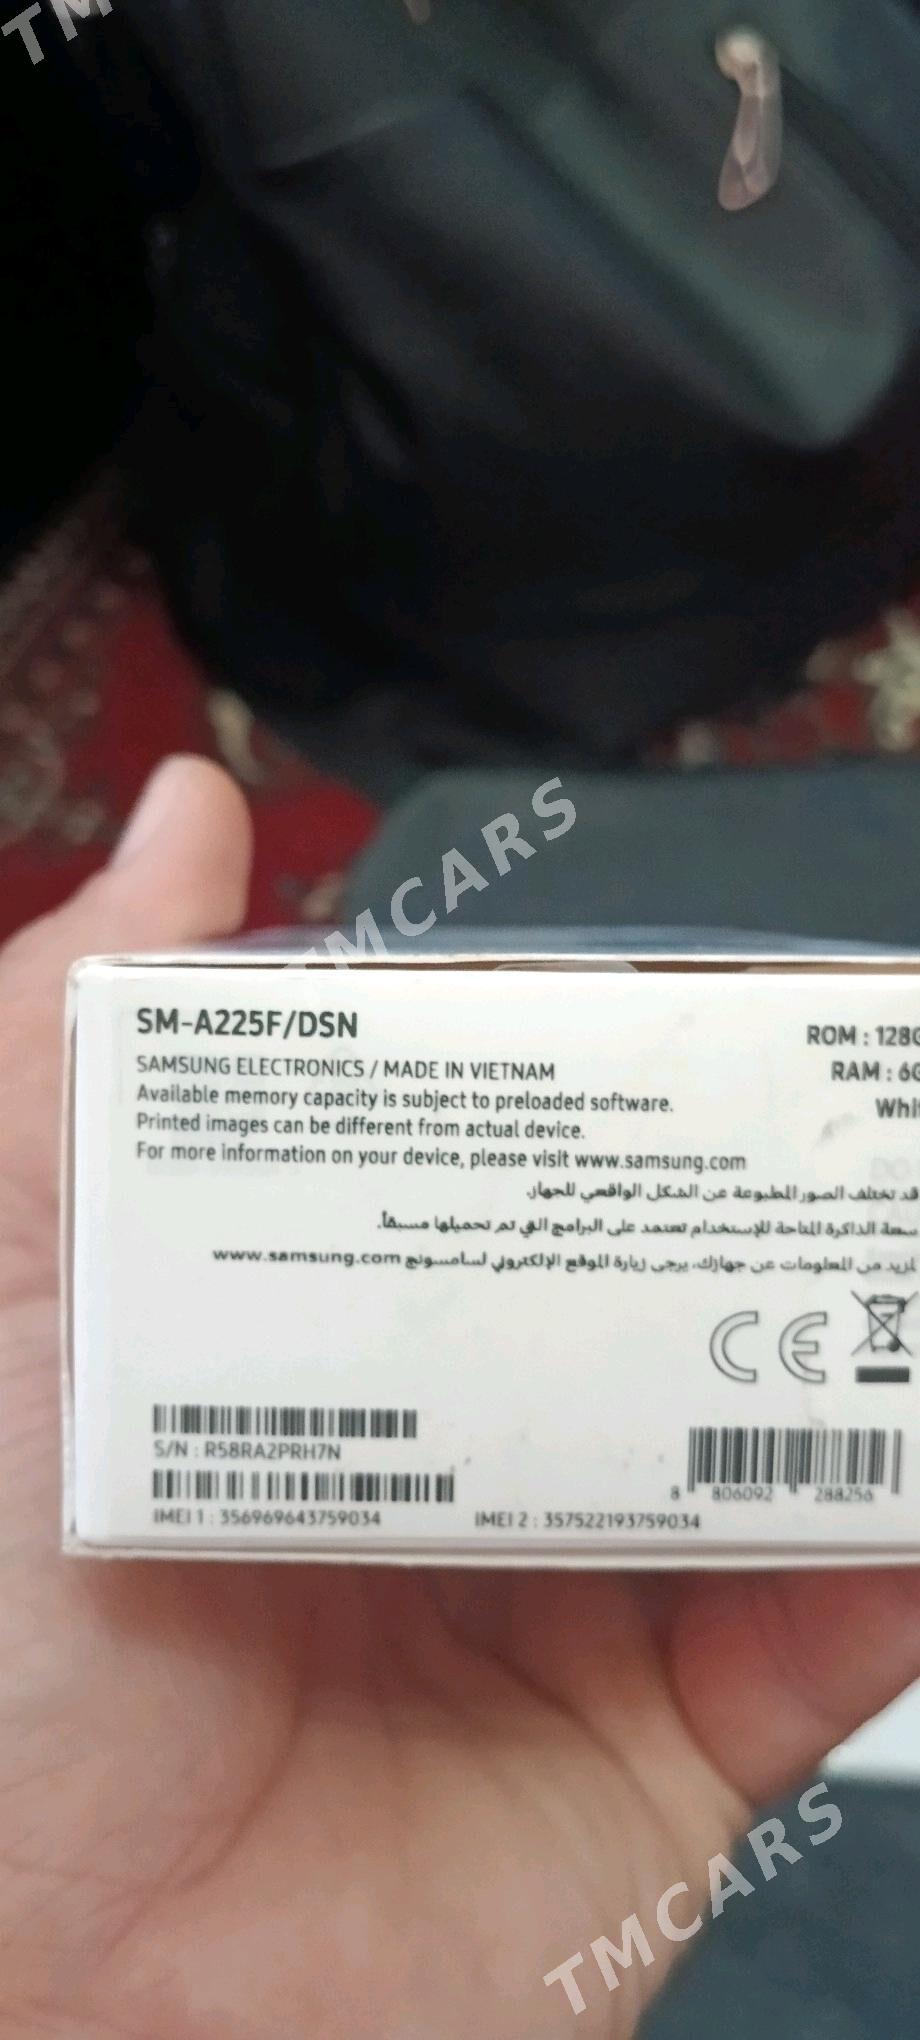 TM
TMCARS
SM-A225F/DSN
ROM : 128G
SAMSUNG ELECTRONICS / MADE IN VIETNAM
RAM : 6G
Available memory capacity is subject to preloaded software.
Whit
Printed images can be different from actual device.
For more information on your device, please visit www.samsung.com
قد تختلف الصور المطبوعة عن الشكل الواقعي للجهاز.
سعة الذاكرة المتاحة للإستخدام تعتمد على البرامج التي تم تحميلها مسبقاً.
لمزيد من المعلومات عن جهازك، يرجى زيارة الموقع الإلكتروني لسامسونج www.samsung.com
CE
S/N : R58RA2PRH7N
8 806092 288256
IMEI 1 : 356969643759034
IMEI 2 : 357522193759034
TMCARS